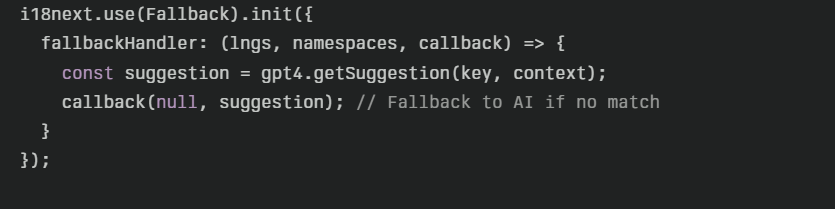 i18next.use(Fallback).init({
  fallbackHandler: (lngs, namespaces, callback) => {
    const suggestion = gpt4.getSuggestion(key, context);
    callback(null, suggestion); // Fallback to AI if no match
  }
});